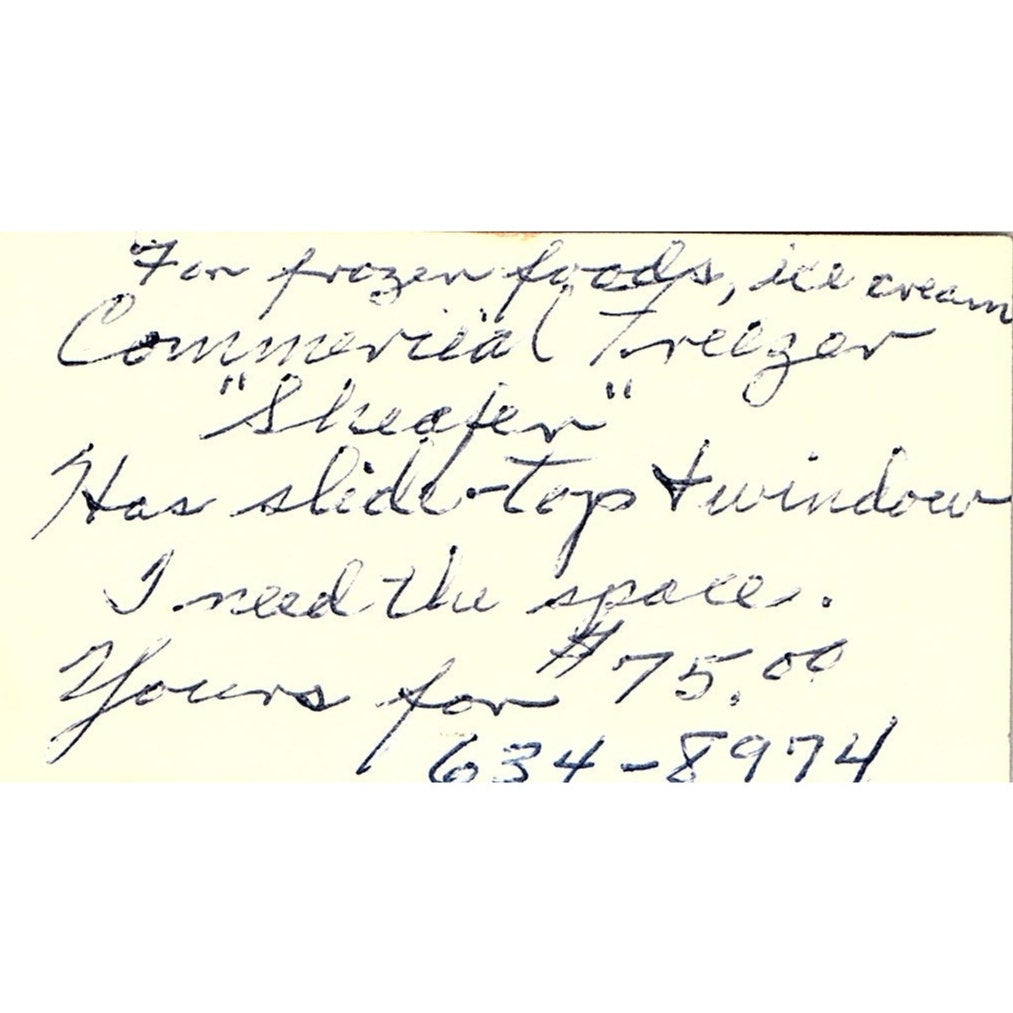 For frozen foods, ice cream
Commericial Freezer
"Sheafer"
Has slide-top + window
I need the space.
Yours for $75.00
634-8974